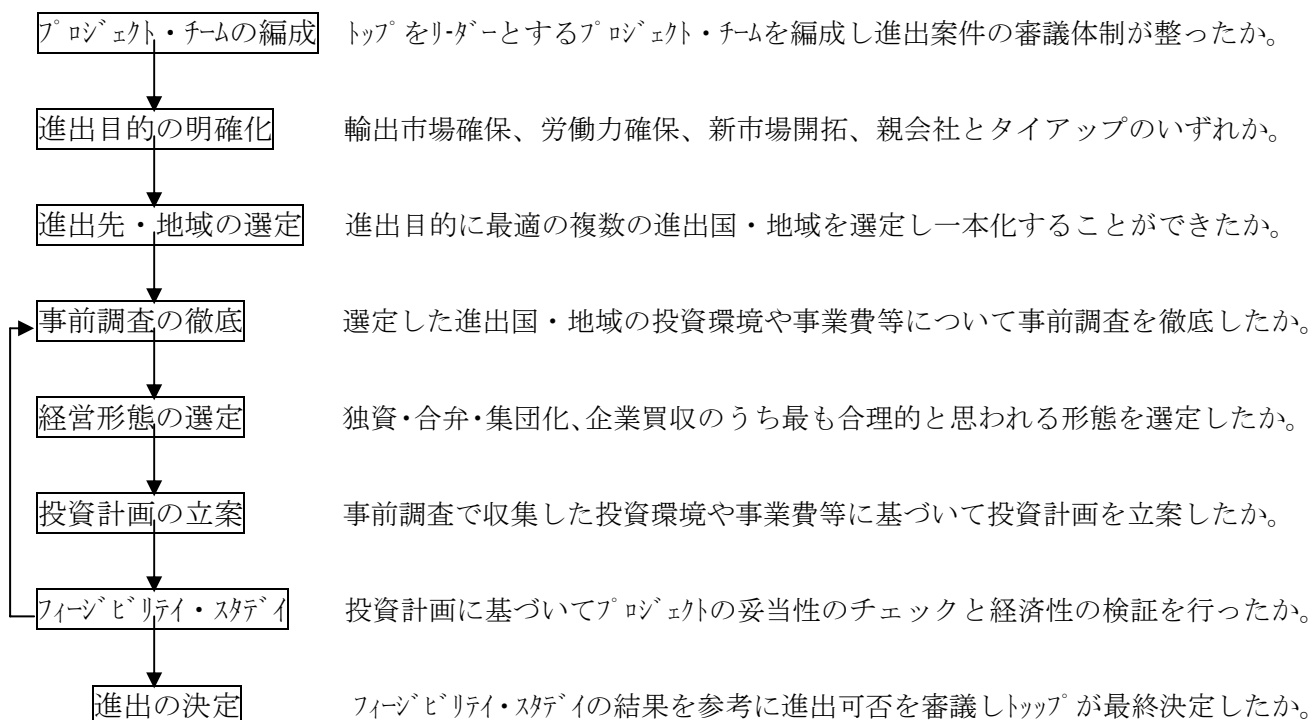 プロジェクト・チームの編成 トップをリーダーとするプロジェクト・チームを編成し進出案件の審議体制が整ったか。
進出目的の明確化 輸出市場確保、労働力確保、新市場開拓、親会社とタイアップのいずれか。
進出先・地域の選定 進出目的に最適の複数の進出国・地域を選定し一本化することができたか。
事前調査の徹底 選定した進出国・地域の投資環境や事業費等について事前調査を徹底したか。
経営形態の選定 独資・合弁・集団化、企業買収のうち最も合理的と思われる形態を選定したか。
投資計画の立案 事前調査で収集した投資環境や事業費等に基づいて投資計画を立案したか。
フィージビリテイ・スタデイ 投資計画に基づいてプロジェクトの妥当性のチェックと経済性の検証を行ったか。
進出の決定 フィージビリテイ・スタデイの結果を参考に進出可否を審議しトップが最終決定したか。